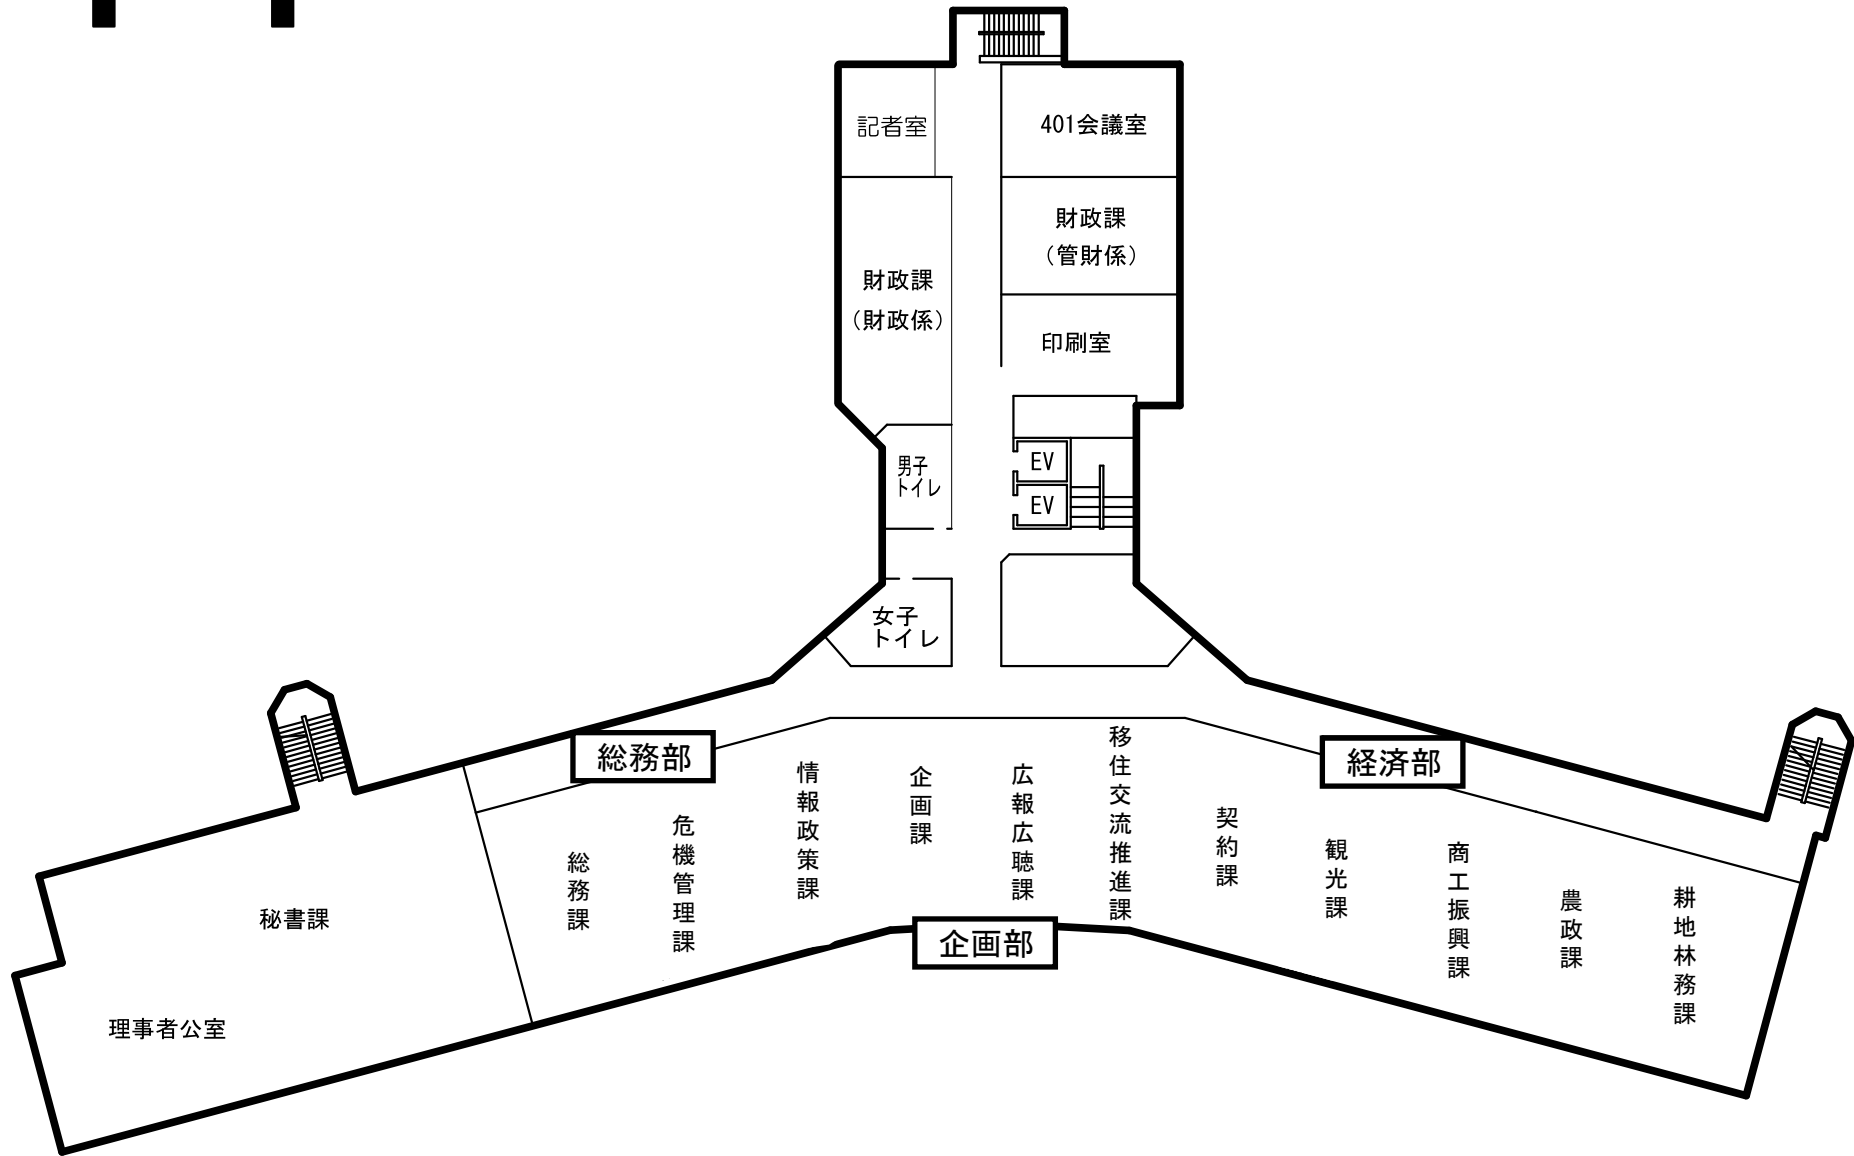 記者室
401会議室
財政課
（管財係）
財政課
（財政係）
印刷室
男子
トイレ
EV
EV
女子
トイレ
総務部
経済部
企画部
秘書課
理事者公室
総務課
危機管理課
情報政策課
企画課
広報広聴課
移住交流推進課
契約課
観光課
商工振興課
農政課
耕地林務課